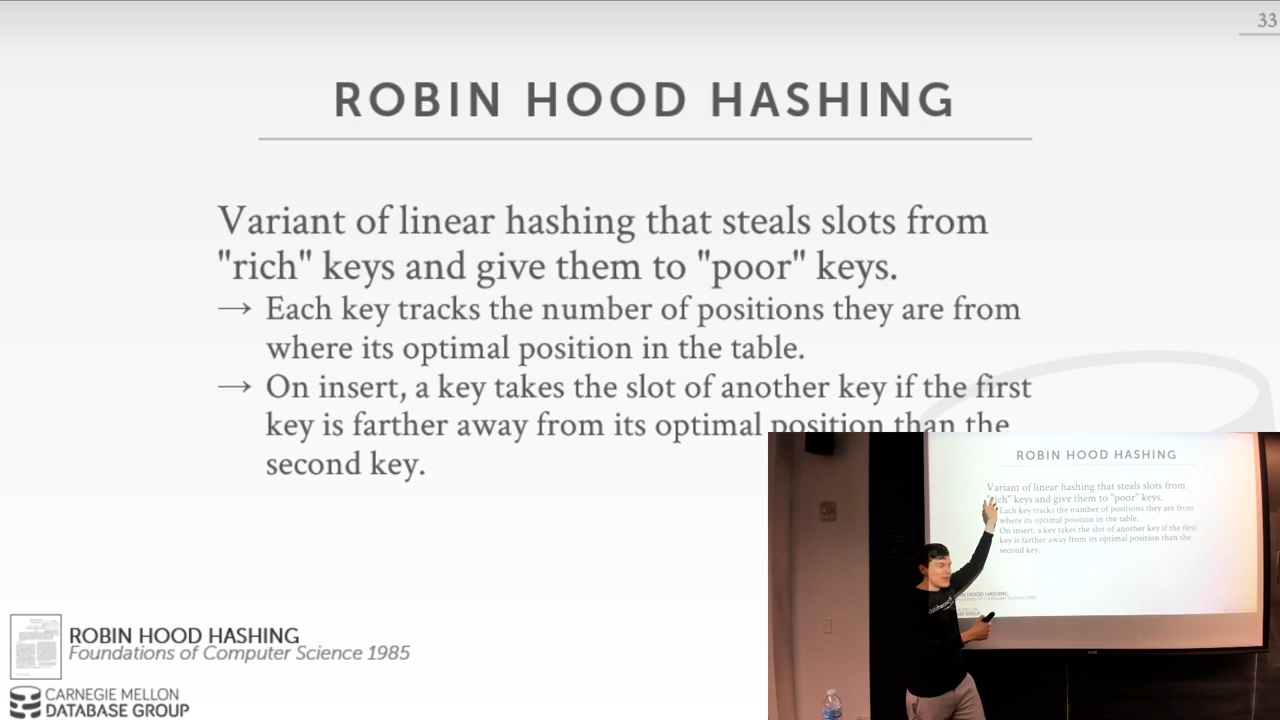 33
ROBIN HOOD HASHING
Variant of linear hashing that steals slots from
"rich" keys and give them to "poor" keys.
→ Each key tracks the number of positions they are from
where its optimal position in the table.
→ On insert, a key takes the slot of another key if the first
key is farther away from its optimal position than the
second key.
ROBIN HOOD HASHING
Foundations of Computer Science 1985
CARNEGIE MELLON
DATABASE GROUP
ROBIN HOOD HASHING
Variant of linear hashing that steals slots from
"rich" keys and give them to "poor" keys.
Each key tracks the number of positions they are from
where its optimal position in the table.
On insert, a key takes the slot of another key if the first
key is farther away from its optimal position than the
second key.